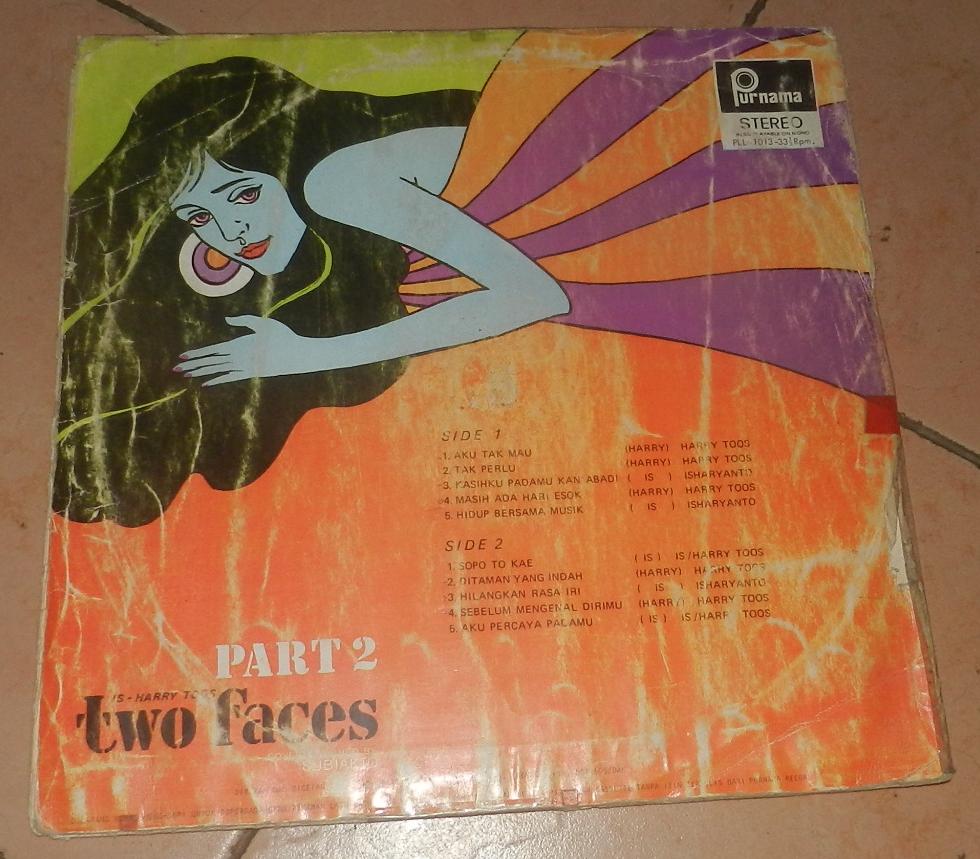 Purnama
STEREO
PLL-1013-33⅓Rpm.
SIDE 1
1. AKU TAK MAU (HARRY) HARRY TOOS
2. TAK PERLU (HARRY) HARRY TOOS
3. KASIHKU PADAMU KAN ABADI ( IS ) ISHARYANTO
4. MASIH ADA HARI ESOK (HARRY) HARRY TOOS
5. HIDUP BERSAMA MUSIK ( IS ) ISHARYANTO
SIDE 2
1. SOPO TO KAE ( IS ) IS/HARRY TOOS
2. DITAMAN YANG INDAH (HARRY) HARRY TOOS
3. HILANGKAN RASA IRI ( IS ) ISHARYANTO
4. SEBELUM MENGENAL DIRIMU (HARRY) HARRY TOOS
5. AKU PERCAYA PADAMU ( IS ) IS/HARRY TOOS
PART 2
IS - HARRY TOOS
two faces